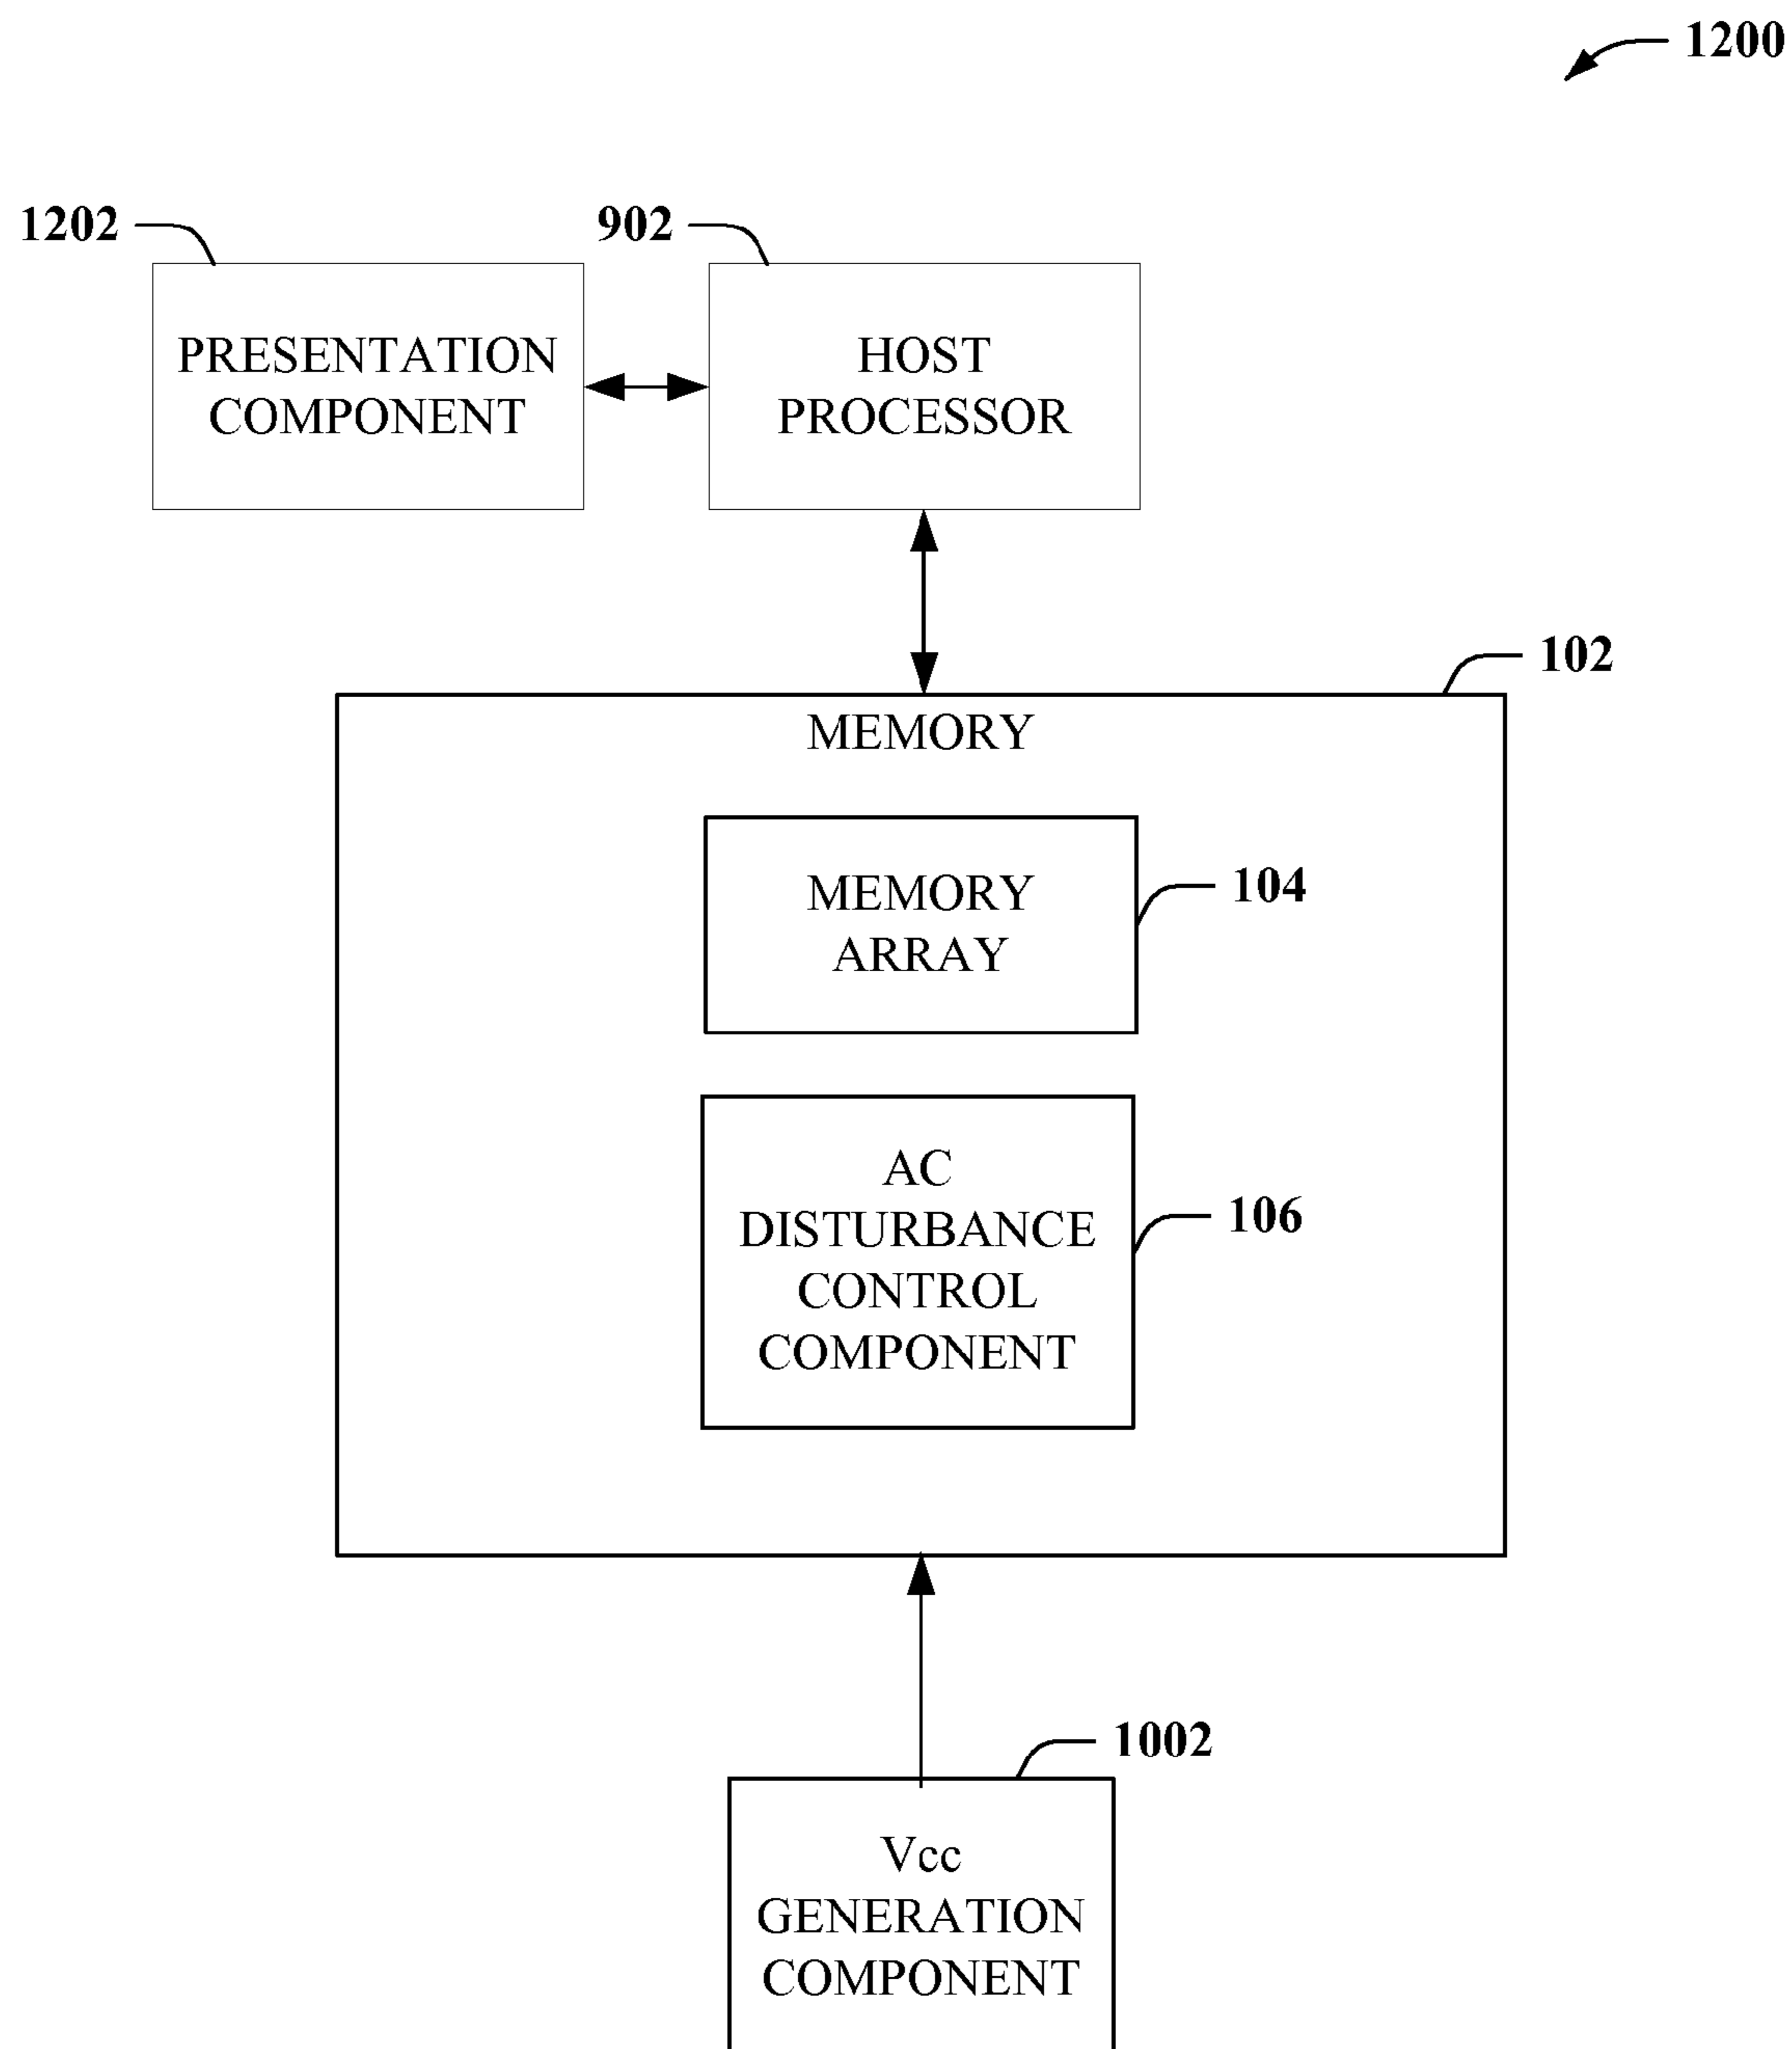 1200
1202
902
PRESENTATION
COMPONENT
HOST
PROCESSOR
102
MEMORY
MEMORY
ARRAY
104
AC
DISTURBANCE
CONTROL
COMPONENT
106
1002
Vcc
GENERATION
COMPONENT